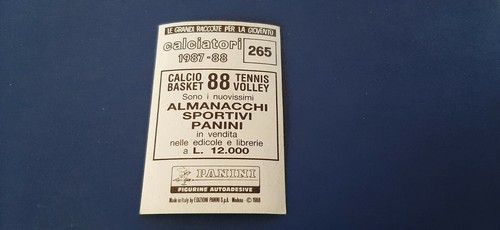 LE GRANDI RACCOLTE PER LA GIOVENTÙ
calciatori
1987-88
265
CALCIO 88 TENNIS
BASKET VOLLEY
Sono i nuovissimi
ALMANACCHI
SPORTIVI
PANINI
in vendita
nelle edicole e librerie
a L. 12.000
PANINI
FIGURINE AUTOADESIVE
Made in Italy by EDIZIONI PANINI S.p.A. - Modena - © 1988